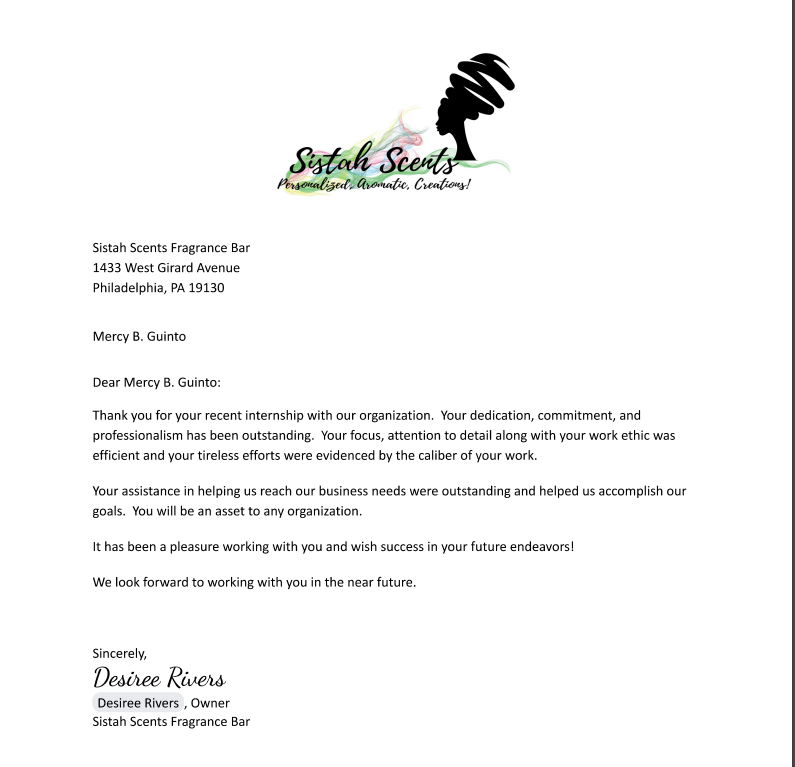 Sistah Scents
Personalized, Aromatic, Creations!
Sistah Scents Fragrance Bar
1433 West Girard Avenue
Philadelphia, PA 19130
Mercy B. Guinto
Dear Mercy B. Guinto:
Thank you for your recent internship with our organization.  Your dedication, commitment, and
professionalism has been outstanding.  Your focus, attention to detail along with your work ethic was
efficient and your tireless efforts were evidenced by the caliber of your work.
Your assistance in helping us reach our business needs were outstanding and helped us accomplish our
goals.  You will be an asset to any organization.
It has been a pleasure working with you and wish success in your future endeavors!
We look forward to working with you in the near future.
Sincerely,
Desiree Rivers
Desiree Rivers , Owner
Sistah Scents Fragrance Bar